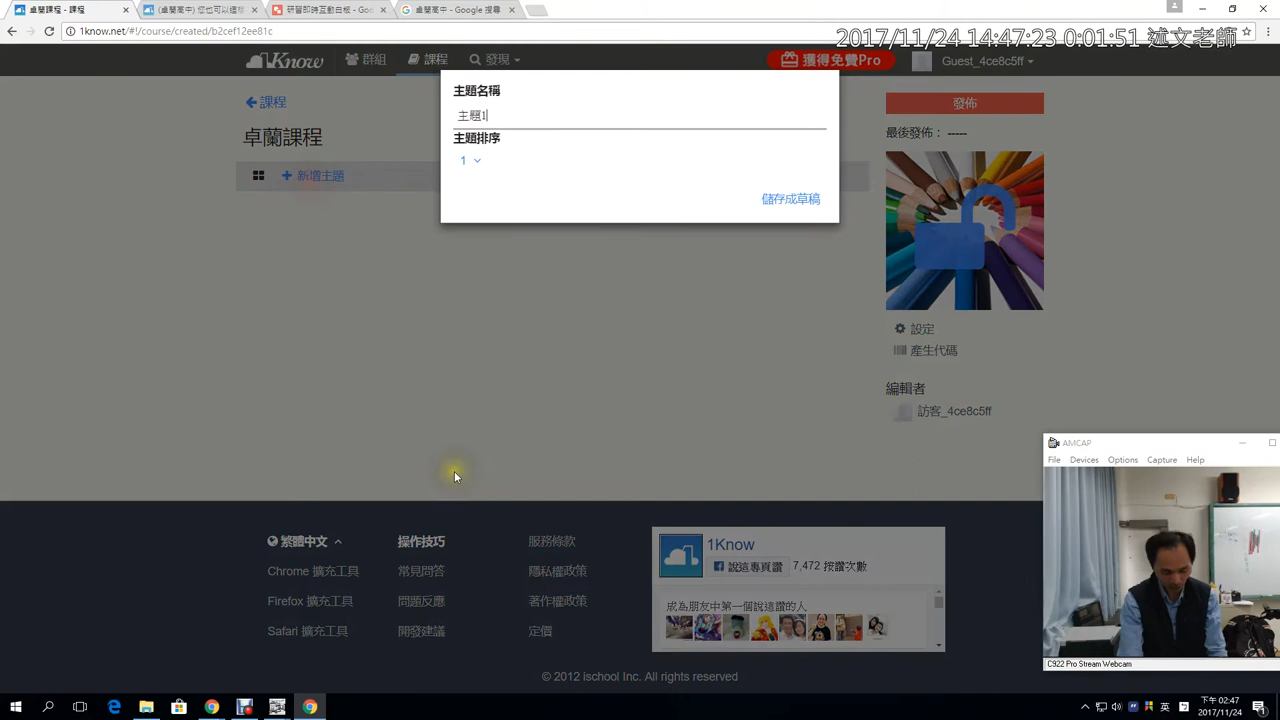 卓蘭課程 - 課程
(卓蘭高中) 您也可以這樣
研習即時互動白板 - Goo
卓蘭高中 - Google 搜尋
1know.net/#!/course/created/b2cef12ee81c
2017/11/24 14:47:23 0:01:51 述文老師
1Know
群組
課程
發現
獲得免費Pro
Guest_4ce8c5ff
課程
卓蘭課程
新增主題
主題名稱
主題1
主題排序
1
儲存成草稿
發佈
最後發佈： -----
設定
產生代碼
編輯者
訪客_4ce8c5ff
AMCAP
File Devices Options Capture Help
C922 Pro Stream Webcam
繁體中文
Chrome 擴充工具
Firefox 擴充工具
Safari 擴充工具
操作技巧
常見問答
問題反應
開發建議
服務條款
隱私權政策
著作權政策
定價
1Know
說這專頁讚
7,472 按讚次數
成為朋友中第一個說這讚的人
© 2012 ischool Inc. All rights reserved
英
下午 02:47
2017/11/24
1